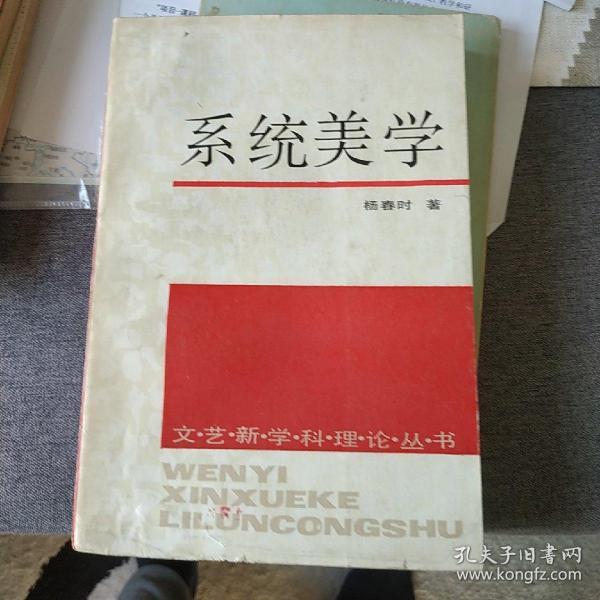 系统美学
杨春时 著
文·艺·新·学·科·理·论·丛·书
WENYI
XINXUEKE
LILUNCONGSHU
孔夫子旧书网
www.kongfz.com